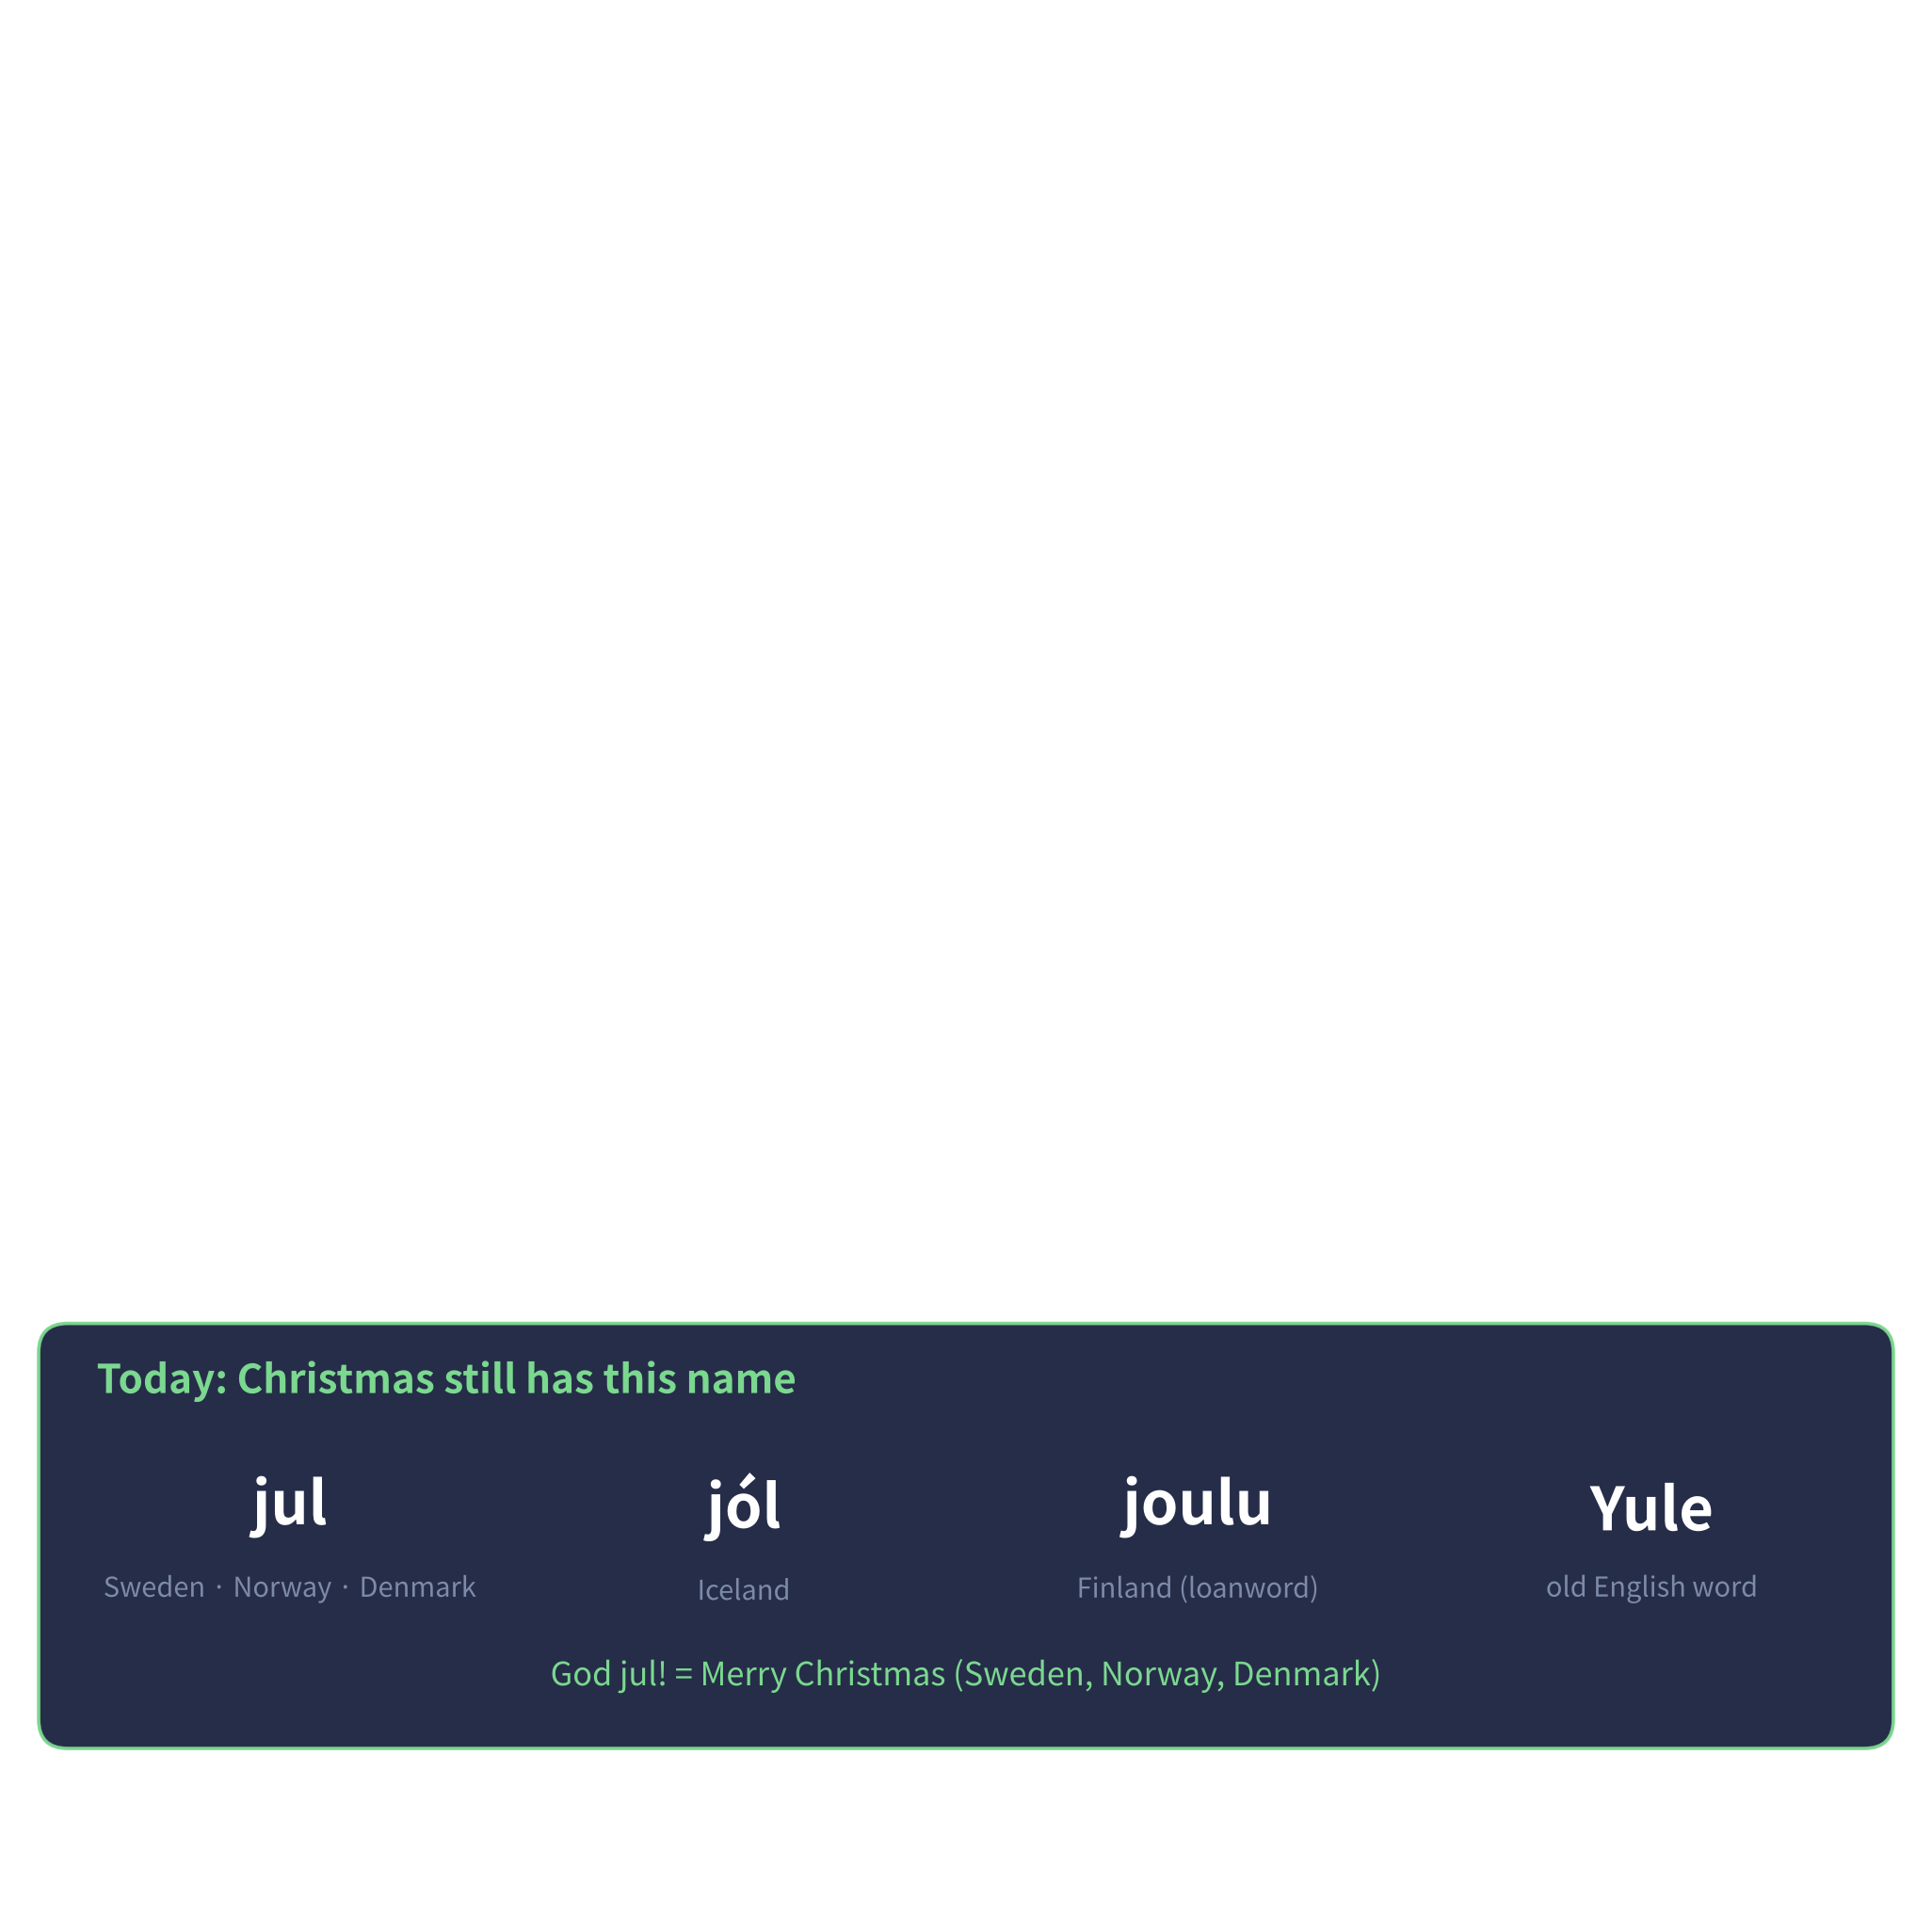 Today: Christmas still has this name
jul
jól
joulu
Yule
Sweden · Norway · Denmark
Iceland
Finland (loanword)
old English word
God jul! = Merry Christmas (Sweden, Norway, Denmark)